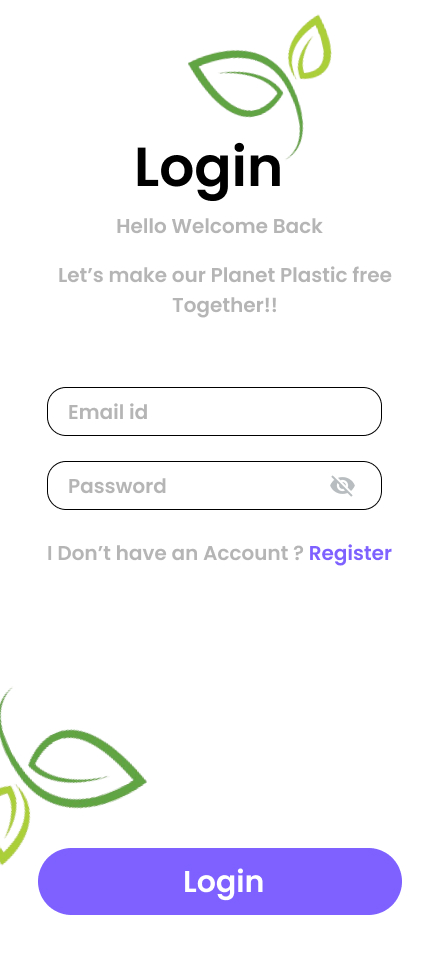 Login
Hello Welcome Back
Let’s make our Planet Plastic free
Together!!
Email id
Password
I Don’t have an Account ? Register
Login